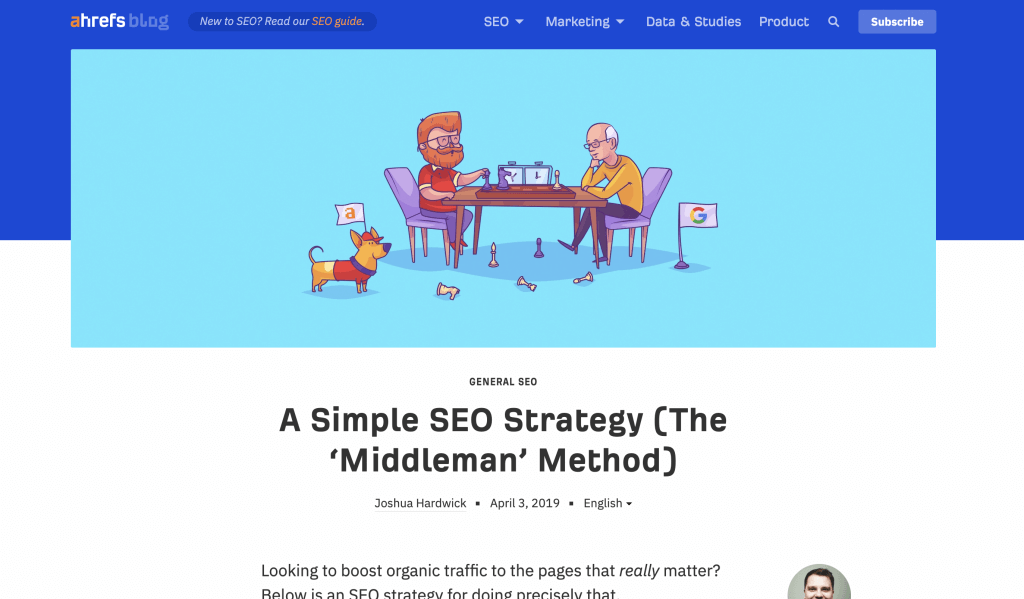 ahrefs blog
New to SEO? Read our SEO guide.
SEO Marketing Data & Studies Product Subscribe
a
G
GENERAL SEO
A Simple SEO Strategy (The
‘Middleman’ Method)
Joshua Hardwick ▪ April 3, 2019 ▪ English
Looking to boost organic traffic to the pages that really matter?
Below is an SEO strategy for doing precisely that.